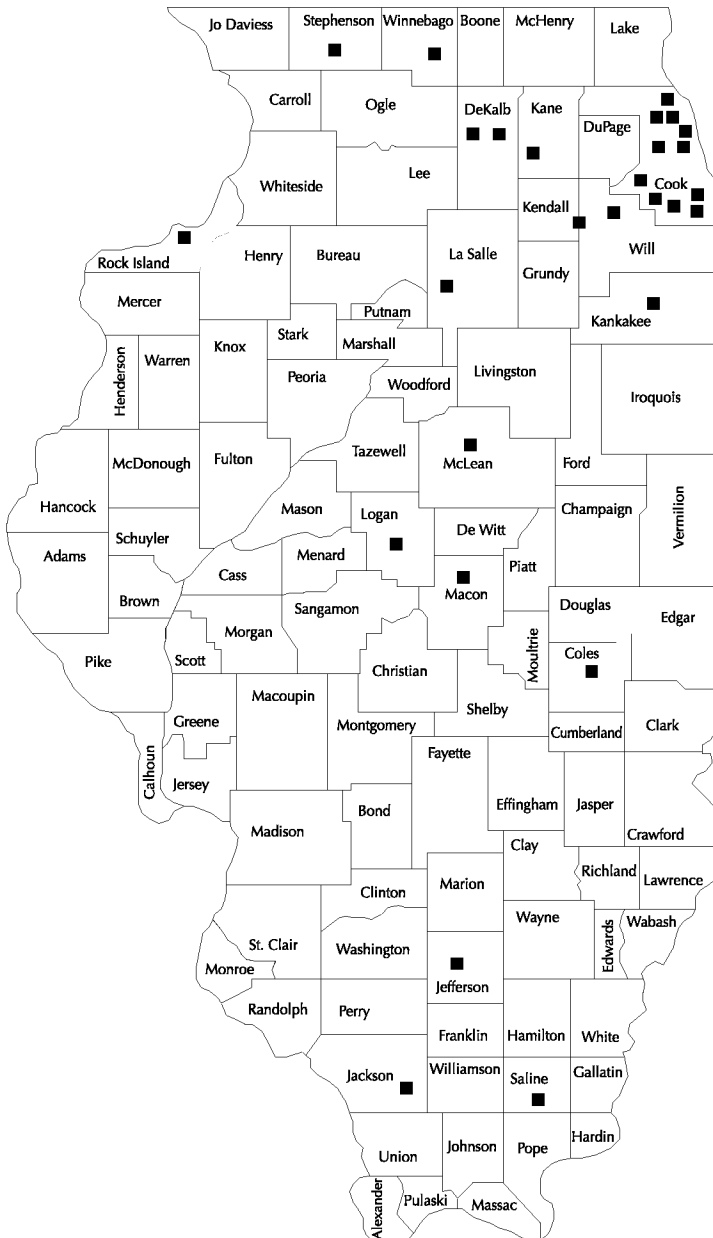 Jo Daviess
Stephenson
Winnebago
Boone
McHenry
Lake
Carroll
Ogle
DeKalb
Kane
DuPage
Cook
Whiteside
Lee
Kendall
Will
Rock Island
Henry
Bureau
La Salle
Grundy
Mercer
Putnam
Kankakee
Henderson
Warren
Knox
Stark
Marshall
Peoria
Woodford
Livingston
Iroquois
Hancock
McDonough
Fulton
Tazewell
McLean
Ford
Vermilion
Mason
Logan
De Witt
Champaign
Adams
Schuyler
Menard
Piatt
Brown
Cass
Sangamon
Macon
Douglas
Edgar
Pike
Scott
Morgan
Christian
Moultrie
Coles
Calhoun
Greene
Macoupin
Montgomery
Shelby
Cumberland
Clark
Jersey
Fayette
Effingham
Jasper
Crawford
Madison
Bond
Clay
Richland
Lawrence
Clinton
Marion
Wayne
Edwards
Wabash
St. Clair
Washington
Monroe
Jefferson
Randolph
Perry
Franklin
Hamilton
White
Jackson
Williamson
Saline
Gallatin
Union
Johnson
Pope
Hardin
Alexander
Pulaski
Massac